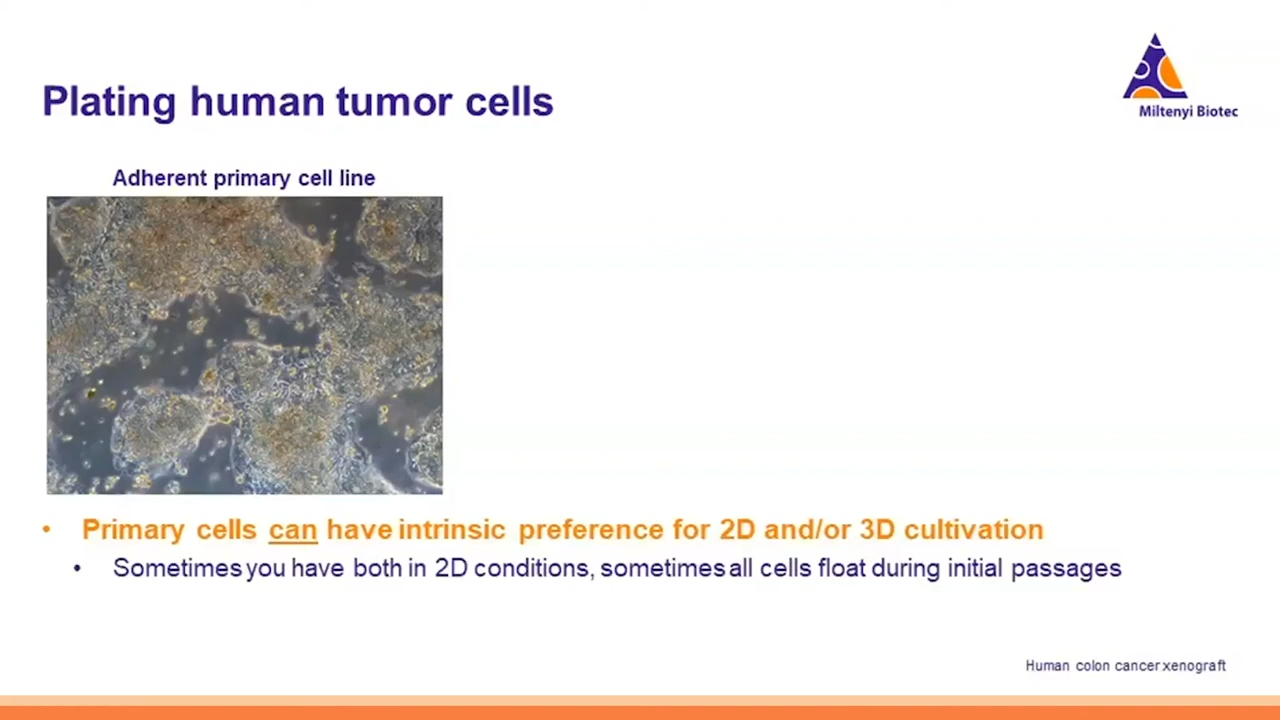 Plating human tumor cells
Miltenyi Biotec
Adherent primary cell line
• Primary cells can have intrinsic preference for 2D and/or 3D cultivation
• Sometimes you have both in 2D conditions, sometimes all cells float during initial passages
Human colon cancer xenograft